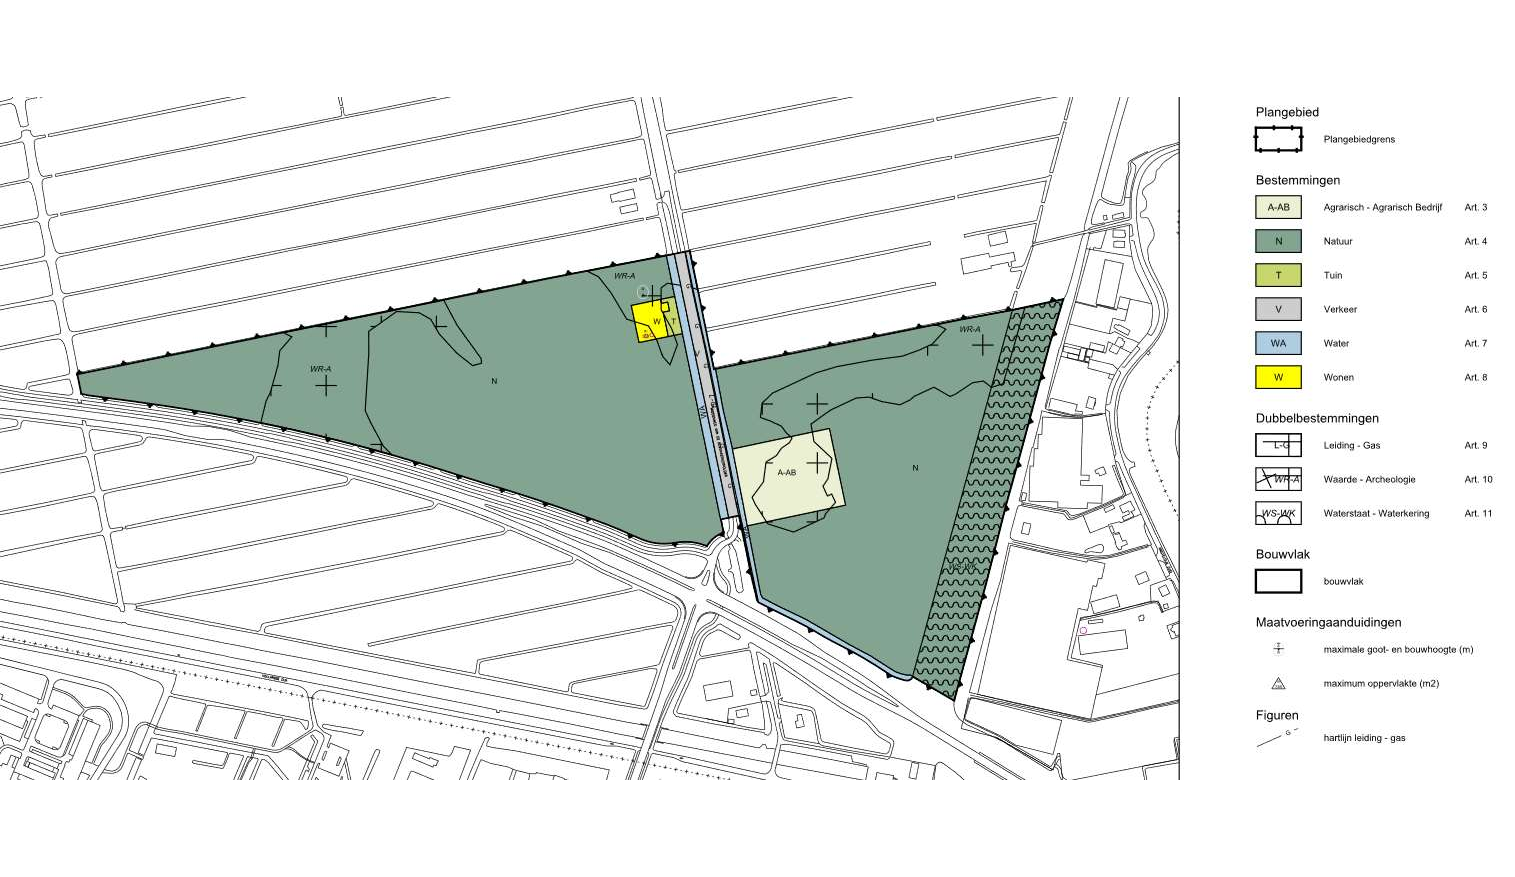 Plangebied
Plangebiedgrens
Bestemmingen
A-AB Agrarisch - Agrarisch Bedrijf Art. 3
N Natuur Art. 4
T Tuin Art. 5
V Verkeer Art. 6
WA Water Art. 7
W Wonen Art. 8
Dubbelbestemmingen
L-G Leiding - Gas Art. 9
WR-A Waarde - Archeologie Art. 10
WS-WK Waterstaat - Waterkering Art. 11
Bouwvlak
bouwvlak
Maatvoeringaanduidingen
maximale goot- en bouwhoogte (m)
maximum oppervlakte (m2)
Figuren
G hartlijn leiding - gas
WR-A
W T
G
G
V
G
WR-A
WR-A
N
WA
A-AB
N
G
WS-WK